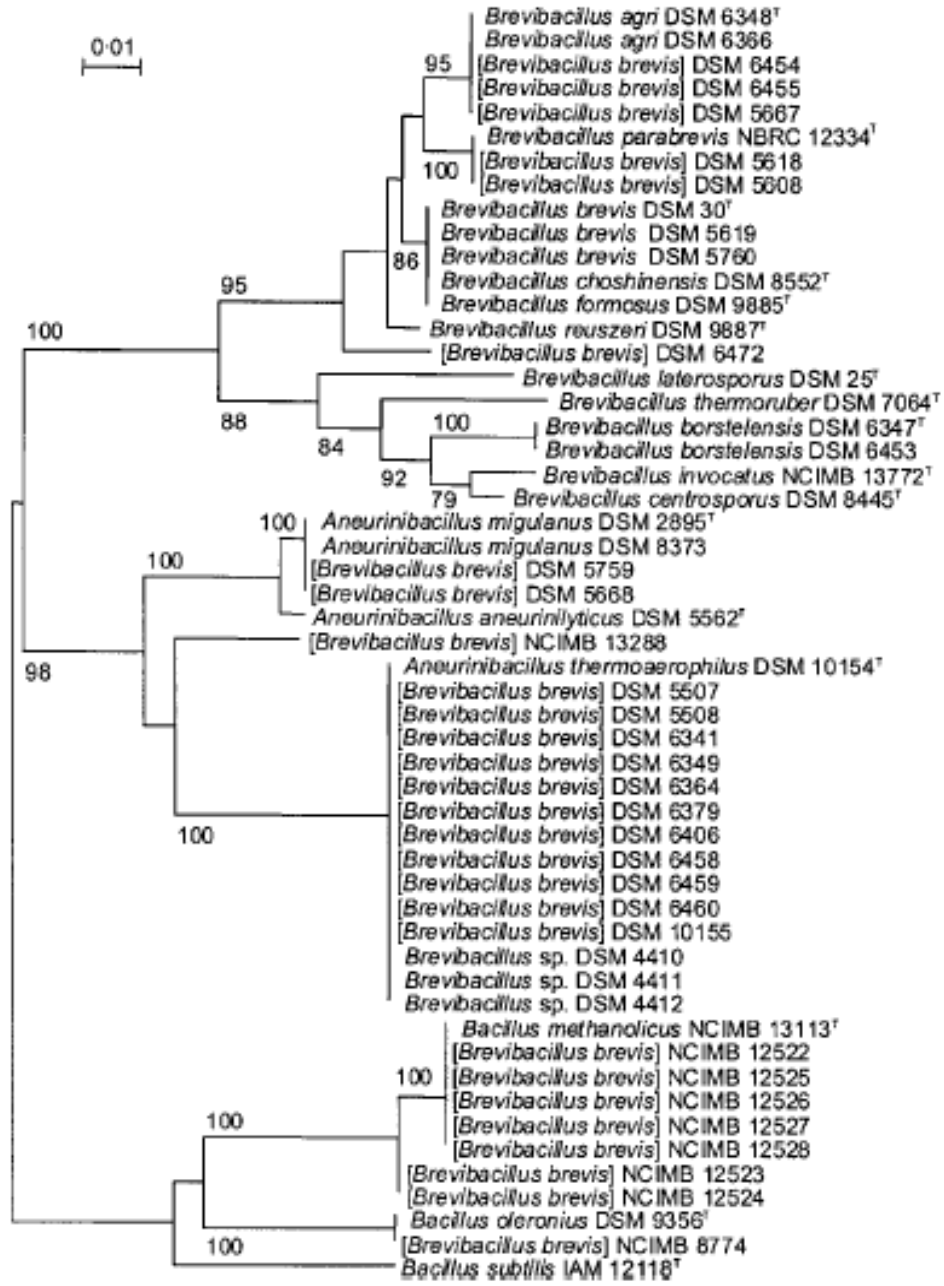 0·01
Brevibacillus agri DSM 6348ᵀ
Brevibacillus agri DSM 6366
95
[Brevibacillus brevis] DSM 6454
[Brevibacillus brevis] DSM 6455
[Brevibacillus brevis] DSM 5667
Brevibacillus parabrevis NBRC 12334ᵀ
100
[Brevibacillus brevis] DSM 5618
[Brevibacillus brevis] DSM 5608
Brevibacillus brevis DSM 30ᵀ
Brevibacillus brevis DSM 5619
86
Brevibacillus brevis DSM 5760
Brevibacillus choshinensis DSM 8552ᵀ
95
Brevibacillus formosus DSM 9885ᵀ
100
Brevibacillus reuszeri DSM 9887ᵀ
[Brevibacillus brevis] DSM 6472
Brevibacillus laterosporus DSM 25ᵀ
88
Brevibacillus thermoruber DSM 7064ᵀ
84
100
Brevibacillus borstelensis DSM 6347ᵀ
Brevibacillus borstelensis DSM 6453
92
Brevibacillus invocatus NCIMB 13772ᵀ
79
Brevibacillus centrosporus DSM 8445ᵀ
100
Aneurinibacillus migulanus DSM 2895ᵀ
Aneurinibacillus migulanus DSM 8373
100
[Brevibacillus brevis] DSM 5759
[Brevibacillus brevis] DSM 5668
Aneurinibacillus aneurinilyticus DSM 5562ᵀ
[Brevibacillus brevis] NCIMB 13288
98
Aneurinibacillus thermoaerophilus DSM 10154ᵀ
[Brevibacillus brevis] DSM 5507
[Brevibacillus brevis] DSM 5508
[Brevibacillus brevis] DSM 6341
[Brevibacillus brevis] DSM 6349
[Brevibacillus brevis] DSM 6364
[Brevibacillus brevis] DSM 6379
100
[Brevibacillus brevis] DSM 6406
[Brevibacillus brevis] DSM 6458
[Brevibacillus brevis] DSM 6459
[Brevibacillus brevis] DSM 6460
[Brevibacillus brevis] DSM 10155
Brevibacillus sp. DSM 4410
Brevibacillus sp. DSM 4411
Brevibacillus sp. DSM 4412
Bacillus methanolicus NCIMB 13113ᵀ
[Brevibacillus brevis] NCIMB 12522
100
[Brevibacillus brevis] NCIMB 12525
[Brevibacillus brevis] NCIMB 12526
100
[Brevibacillus brevis] NCIMB 12527
[Brevibacillus brevis] NCIMB 12528
[Brevibacillus brevis] NCIMB 12523
[Brevibacillus brevis] NCIMB 12524
Bacillus oleronius DSM 9356ᵀ
100
[Brevibacillus brevis] NCIMB 8774
Bacillus subtilis IAM 12118ᵀ